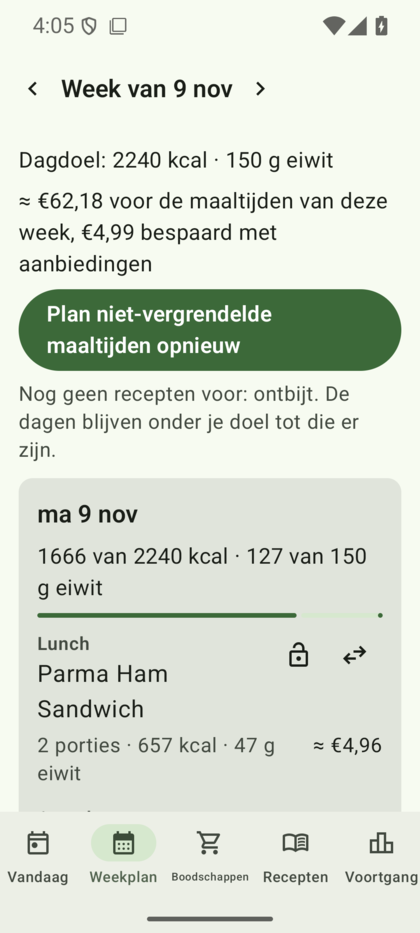 4:05
Week van 9 nov
Dagdoel: 2240 kcal · 150 g eiwit
≈ €62,18 voor de maaltijden van deze
week, €4,99 bespaard met
aanbiedingen
Plan niet-vergrendelde
maaltijden opnieuw
Nog geen recepten voor: ontbijt. De
dagen blijven onder je doel tot die er
zijn.
ma 9 nov
1666 van 2240 kcal · 127 van 150
g eiwit
Lunch
Parma Ham
Sandwich
2 porties · 657 kcal · 47 g
eiwit
≈ €4,96
Vandaag
Weekplan
Boodschappen
Recepten
Voortgang